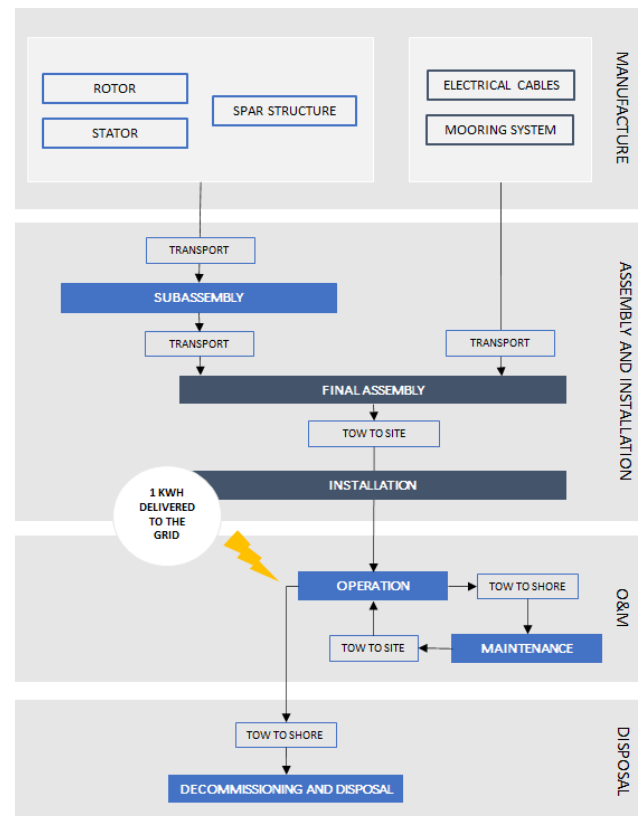 ROTOR
STATOR
SPAR STRUCTURE
ELECTRICAL CABLES
MOORING SYSTEM
MANUFACTURE
TRANSPORT
SUBASSEMBLY
TRANSPORT
TRANSPORT
FINAL ASSEMBLY
TOW TO SITE
INSTALLATION
ASSEMBLY AND INSTALLATION
1 KWH
DELIVERED
TO THE
GRID
OPERATION
TOW TO SHORE
TOW TO SITE
MAINTENANCE
O&M
TOW TO SHORE
DECOMMISSIONING AND DISPOSAL
DISPOSAL